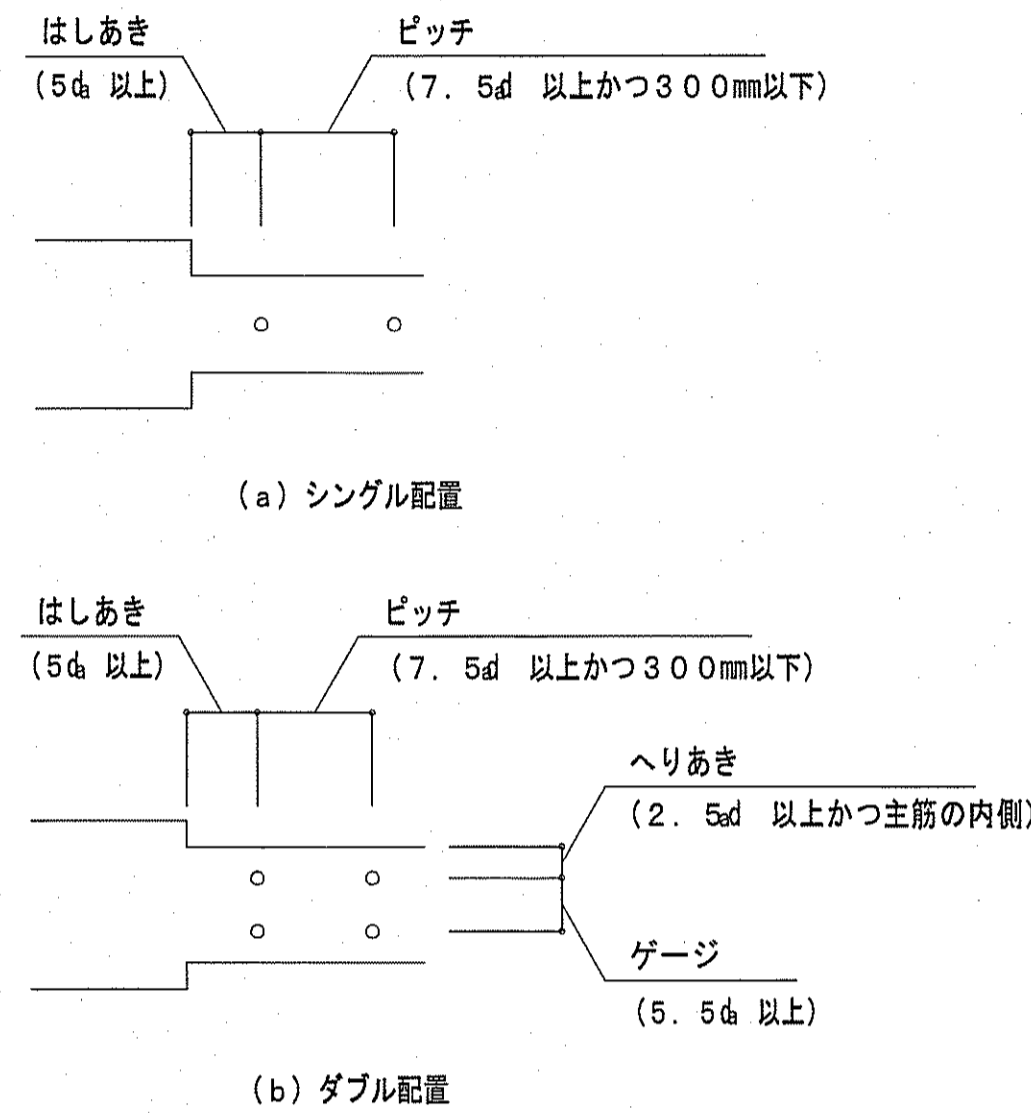 はしあき
(5da 以上)
ピッチ
(7. 5ad 以上かつ300mm以下)
(a) シングル配置
はしあき
(5da 以上)
ピッチ
(7. 5ad 以上かつ300mm以下)
へりあき
(2. 5ad 以上かつ主筋の内側)
ゲージ
(5. 5da 以上)
(b) ダブル配置